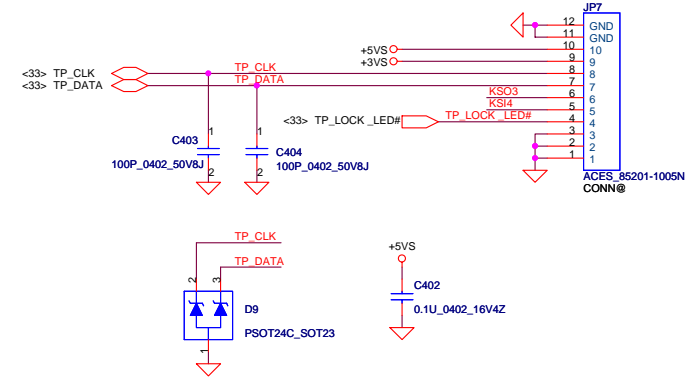 JP7
12 GND
11 GND
+5VS 10 10
+3VS 9 9
<33> TP_CLK TP_CLK 8 8
<33> TP_DATA TP_DATA 7 7
KSO3 6 6
KSI4 5 5
<33> TP_LOCK _LED# TP_LOCK _LED# 4 4
3 3
2 2
1 1
ACES_85201-1005N
CONN@
1 1
C403
C404
100P_0402_50V8J
100P_0402_50V8J
2 2
TP_CLK
+5VS
TP_DATA
2 3
C402
D9
0.1U_0402_16V4Z
PSOT24C_SOT23
1